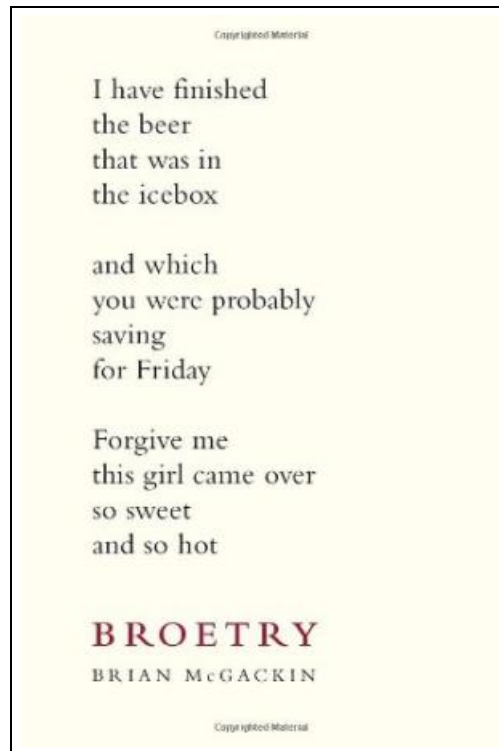 Copyrighted Material
I have finished
the beer
that was in
the icebox
and which
you were probably
saving
for Friday
Forgive me
this girl came over
so sweet
and so hot
BROETRY
BRIAN McGACKIN
Copyrighted Material